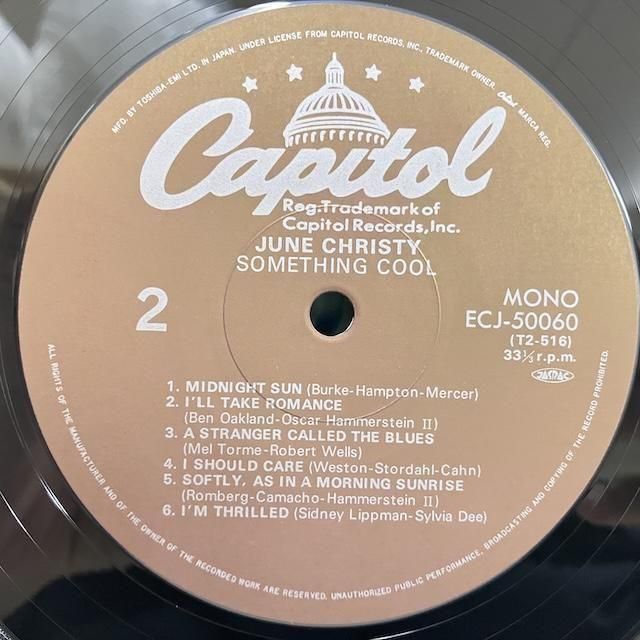 MFD. BY TOSHIBA-EMI LTD. IN JAPAN. UNDER LICENSE FROM CAPITOL RECORDS, INC., TRADEMARK OWNER. Capitol MARCA REG.
Capitol
Reg.Trademark of
Capitol Records,Inc.
JUNE CHRISTY
SOMETHING COOL
2
MONO
ECJ-50060
(T2-516)
33⅓ r.p.m.
JASRAC
1. MIDNIGHT SUN (Burke-Hampton-Mercer)
2. I'LL TAKE ROMANCE
(Ben Oakland-Oscar Hammerstein II)
3. A STRANGER CALLED THE BLUES
(Mel Torme-Robert Wells)
4. I SHOULD CARE (Weston-Stordahl-Cahn)
5. SOFTLY, AS IN A MORNING SUNRISE
(Romberg-Camacho-Hammerstein II)
6. I'M THRILLED (Sidney Lippman-Sylvia Dee)
ALL RIGHTS OF THE MANUFACTURER AND OF THE OWNER OF THE RECORDED WORK ARE RESERVED. UNAUTHORIZED PUBLIC PERFORMANCE, BROADCASTING AND COPYING OF THE RECORD PROHIBITED.